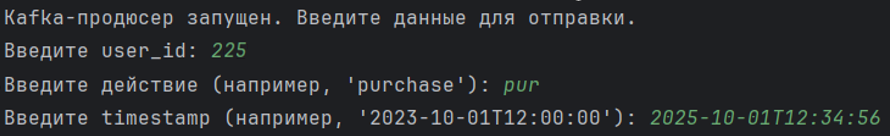 Kafka-продюсер запущен. Введите данные для отправки.
Введите user_id: 225
Введите действие (например, 'purchase'): pur
Введите timestamp (например, '2023-10-01T12:00:00'): 2025-10-01T12:34:56